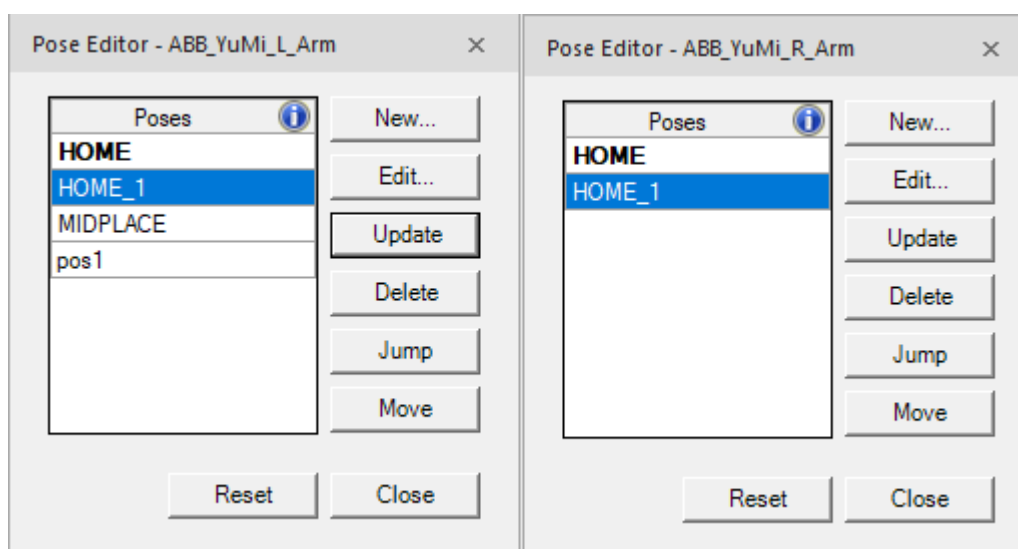 Pose Editor - ABB_YuMi_L_Arm
Poses
HOME
HOME_1
MIDPLACE
pos1
New...
Edit...
Update
Delete
Jump
Move
Reset
Close
Pose Editor - ABB_YuMi_R_Arm
Poses
HOME
HOME_1
New...
Edit...
Update
Delete
Jump
Move
Reset
Close